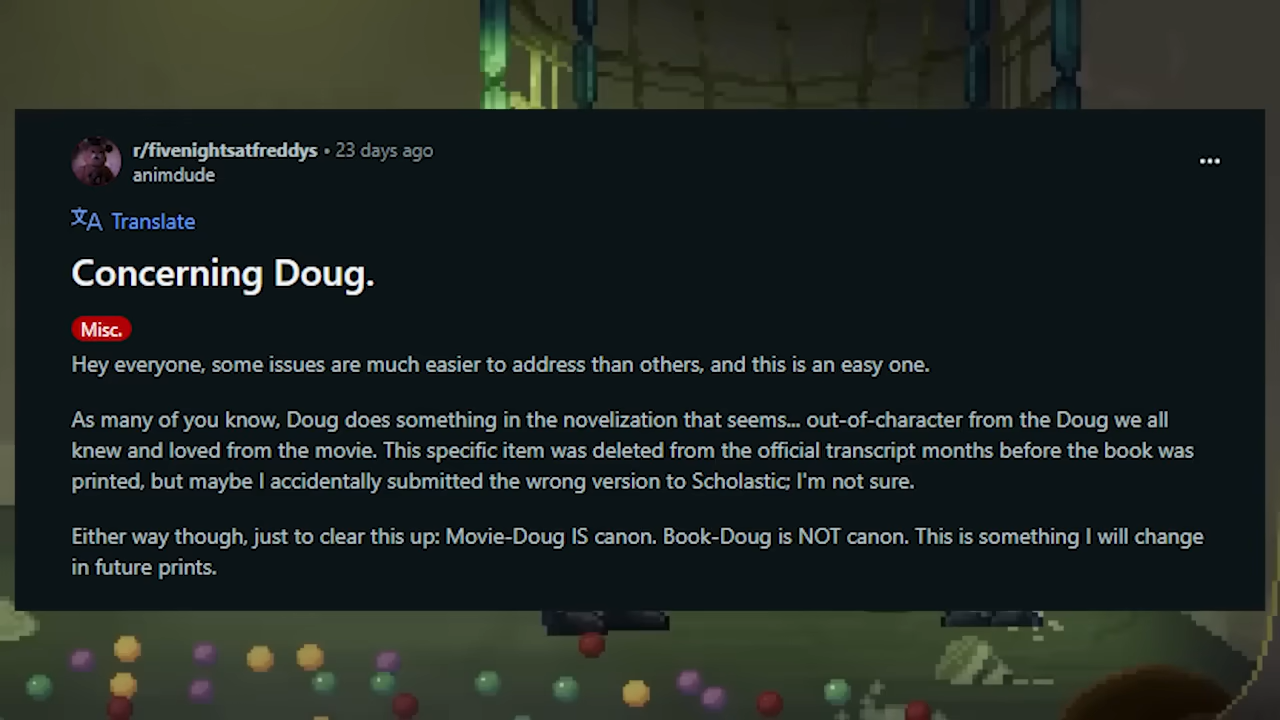 r/fivenightsatfreddys • 23 days ago
animdude
Translate
Concerning Doug.
Misc.
Hey everyone, some issues are much easier to address than others, and this is an easy one.
As many of you know, Doug does something in the novelization that seems... out-of-character from the Doug we all
knew and loved from the movie. This specific item was deleted from the official transcript months before the book was
printed, but maybe I accidentally submitted the wrong version to Scholastic; I'm not sure.
Either way though, just to clear this up: Movie-Doug IS canon. Book-Doug is NOT canon. This is something I will change
in future prints.